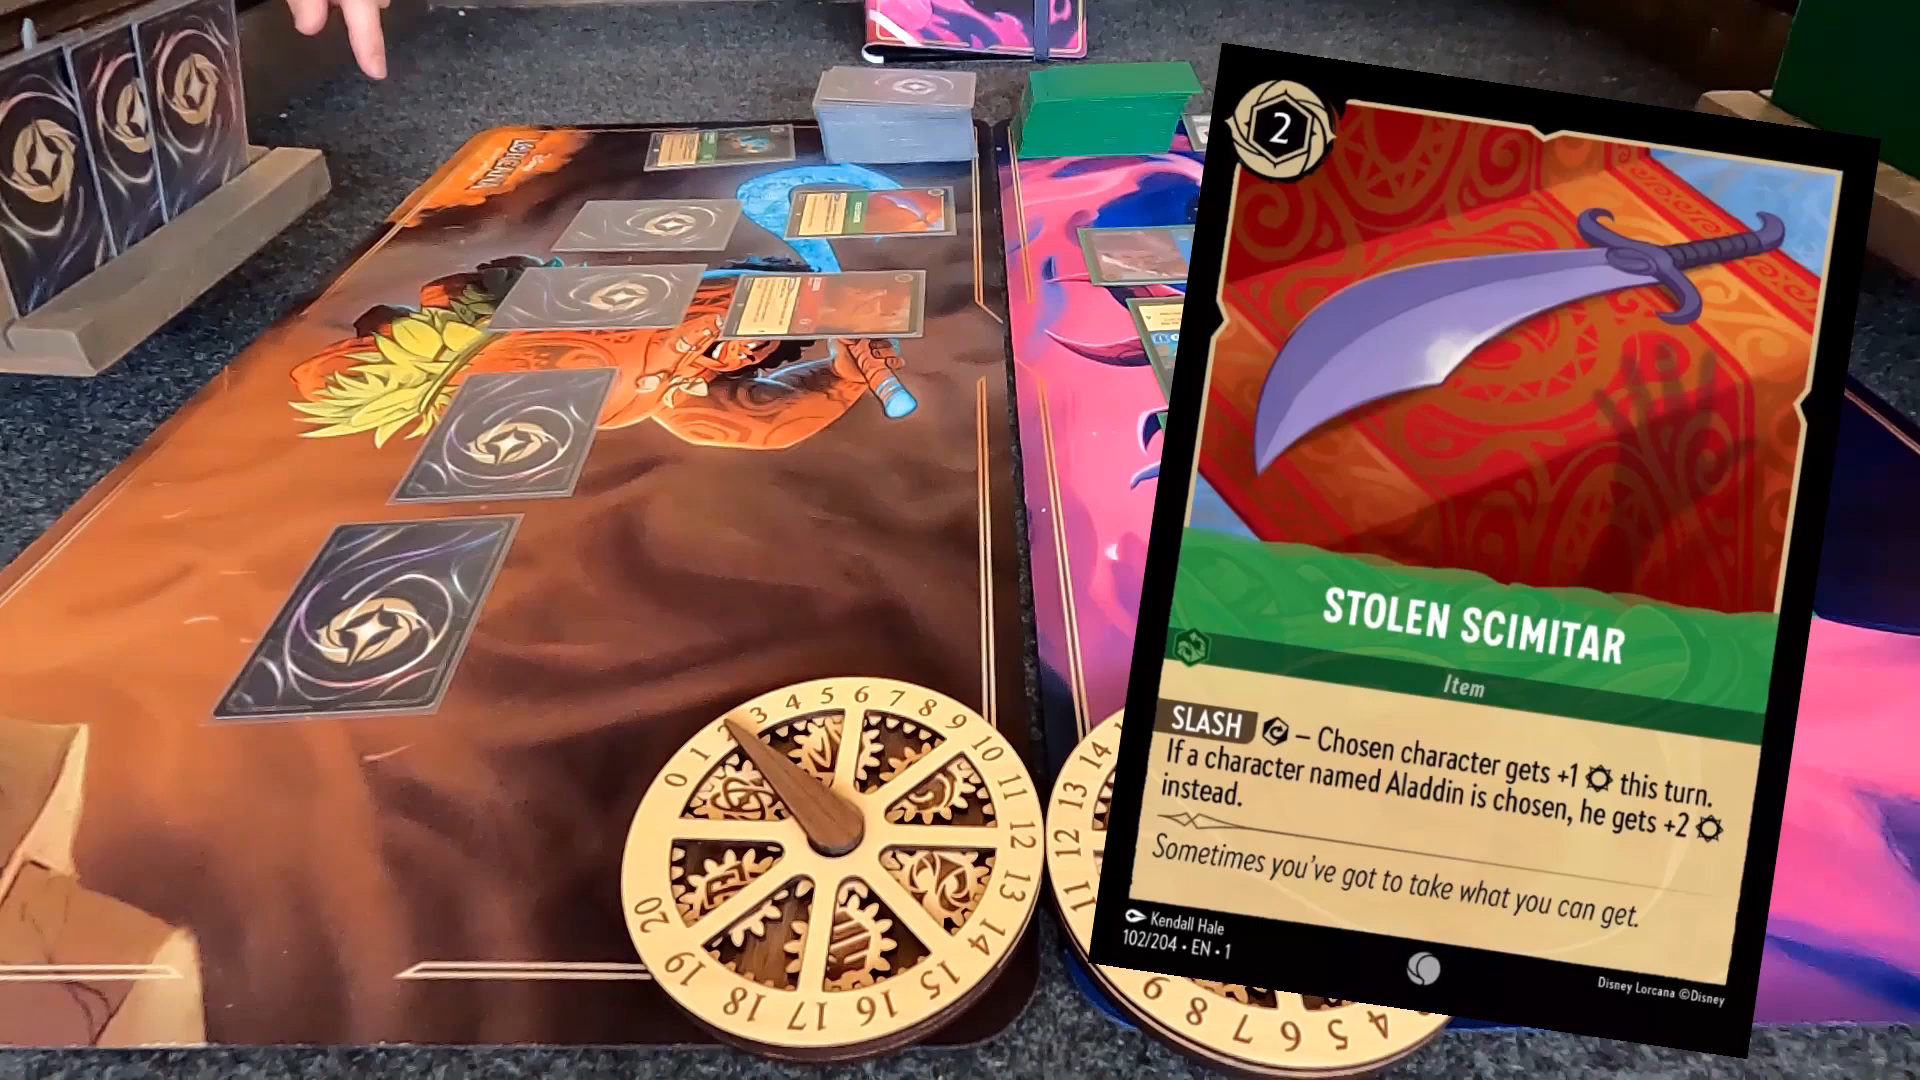 2
STOLEN SCIMITAR
Item
SLASH – Chosen character gets +1 this turn.
If a character named Aladdin is chosen, he gets +2
instead.
Sometimes you've got to take what you can get.
Kendall Hale
102/204 • EN • 1
Disney Lorcana ©Disney
0 1 2 3 4 5 6 7 8 9 10 11 12 13 14 15 16 17 18 19 20
14 13 12 11 9 8 7 6 5 4